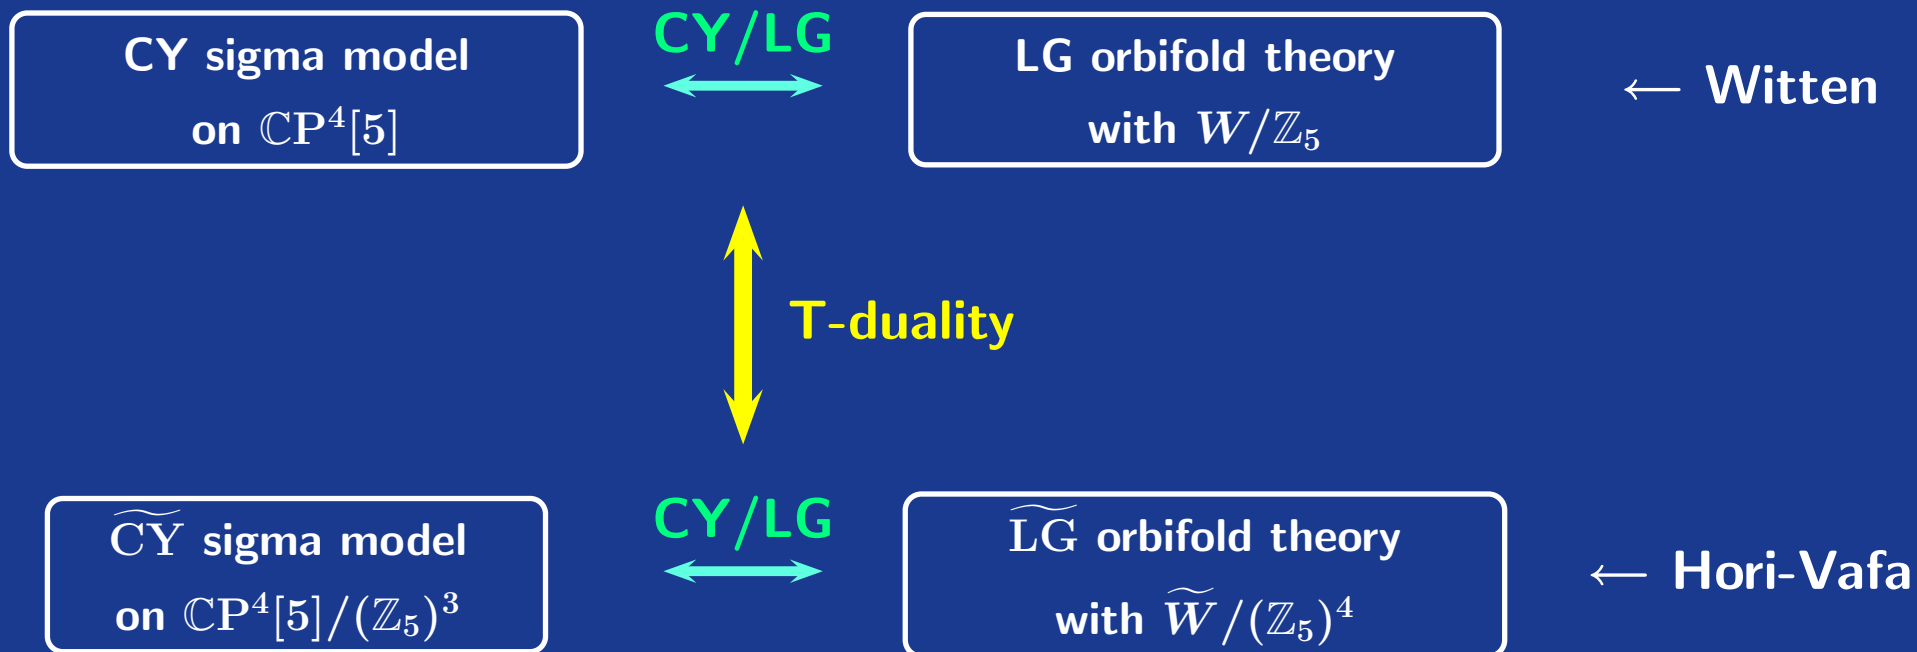 CY sigma model
on ℂP⁴[5]
CY/LG
LG orbifold theory
with W/ℤ₅
← Witten
T-duality
C͠Y sigma model
on ℂP⁴[5]/(ℤ₅)³
CY/LG
L͠G orbifold theory
with W̃/(ℤ₅)⁴
← Hori-Vafa